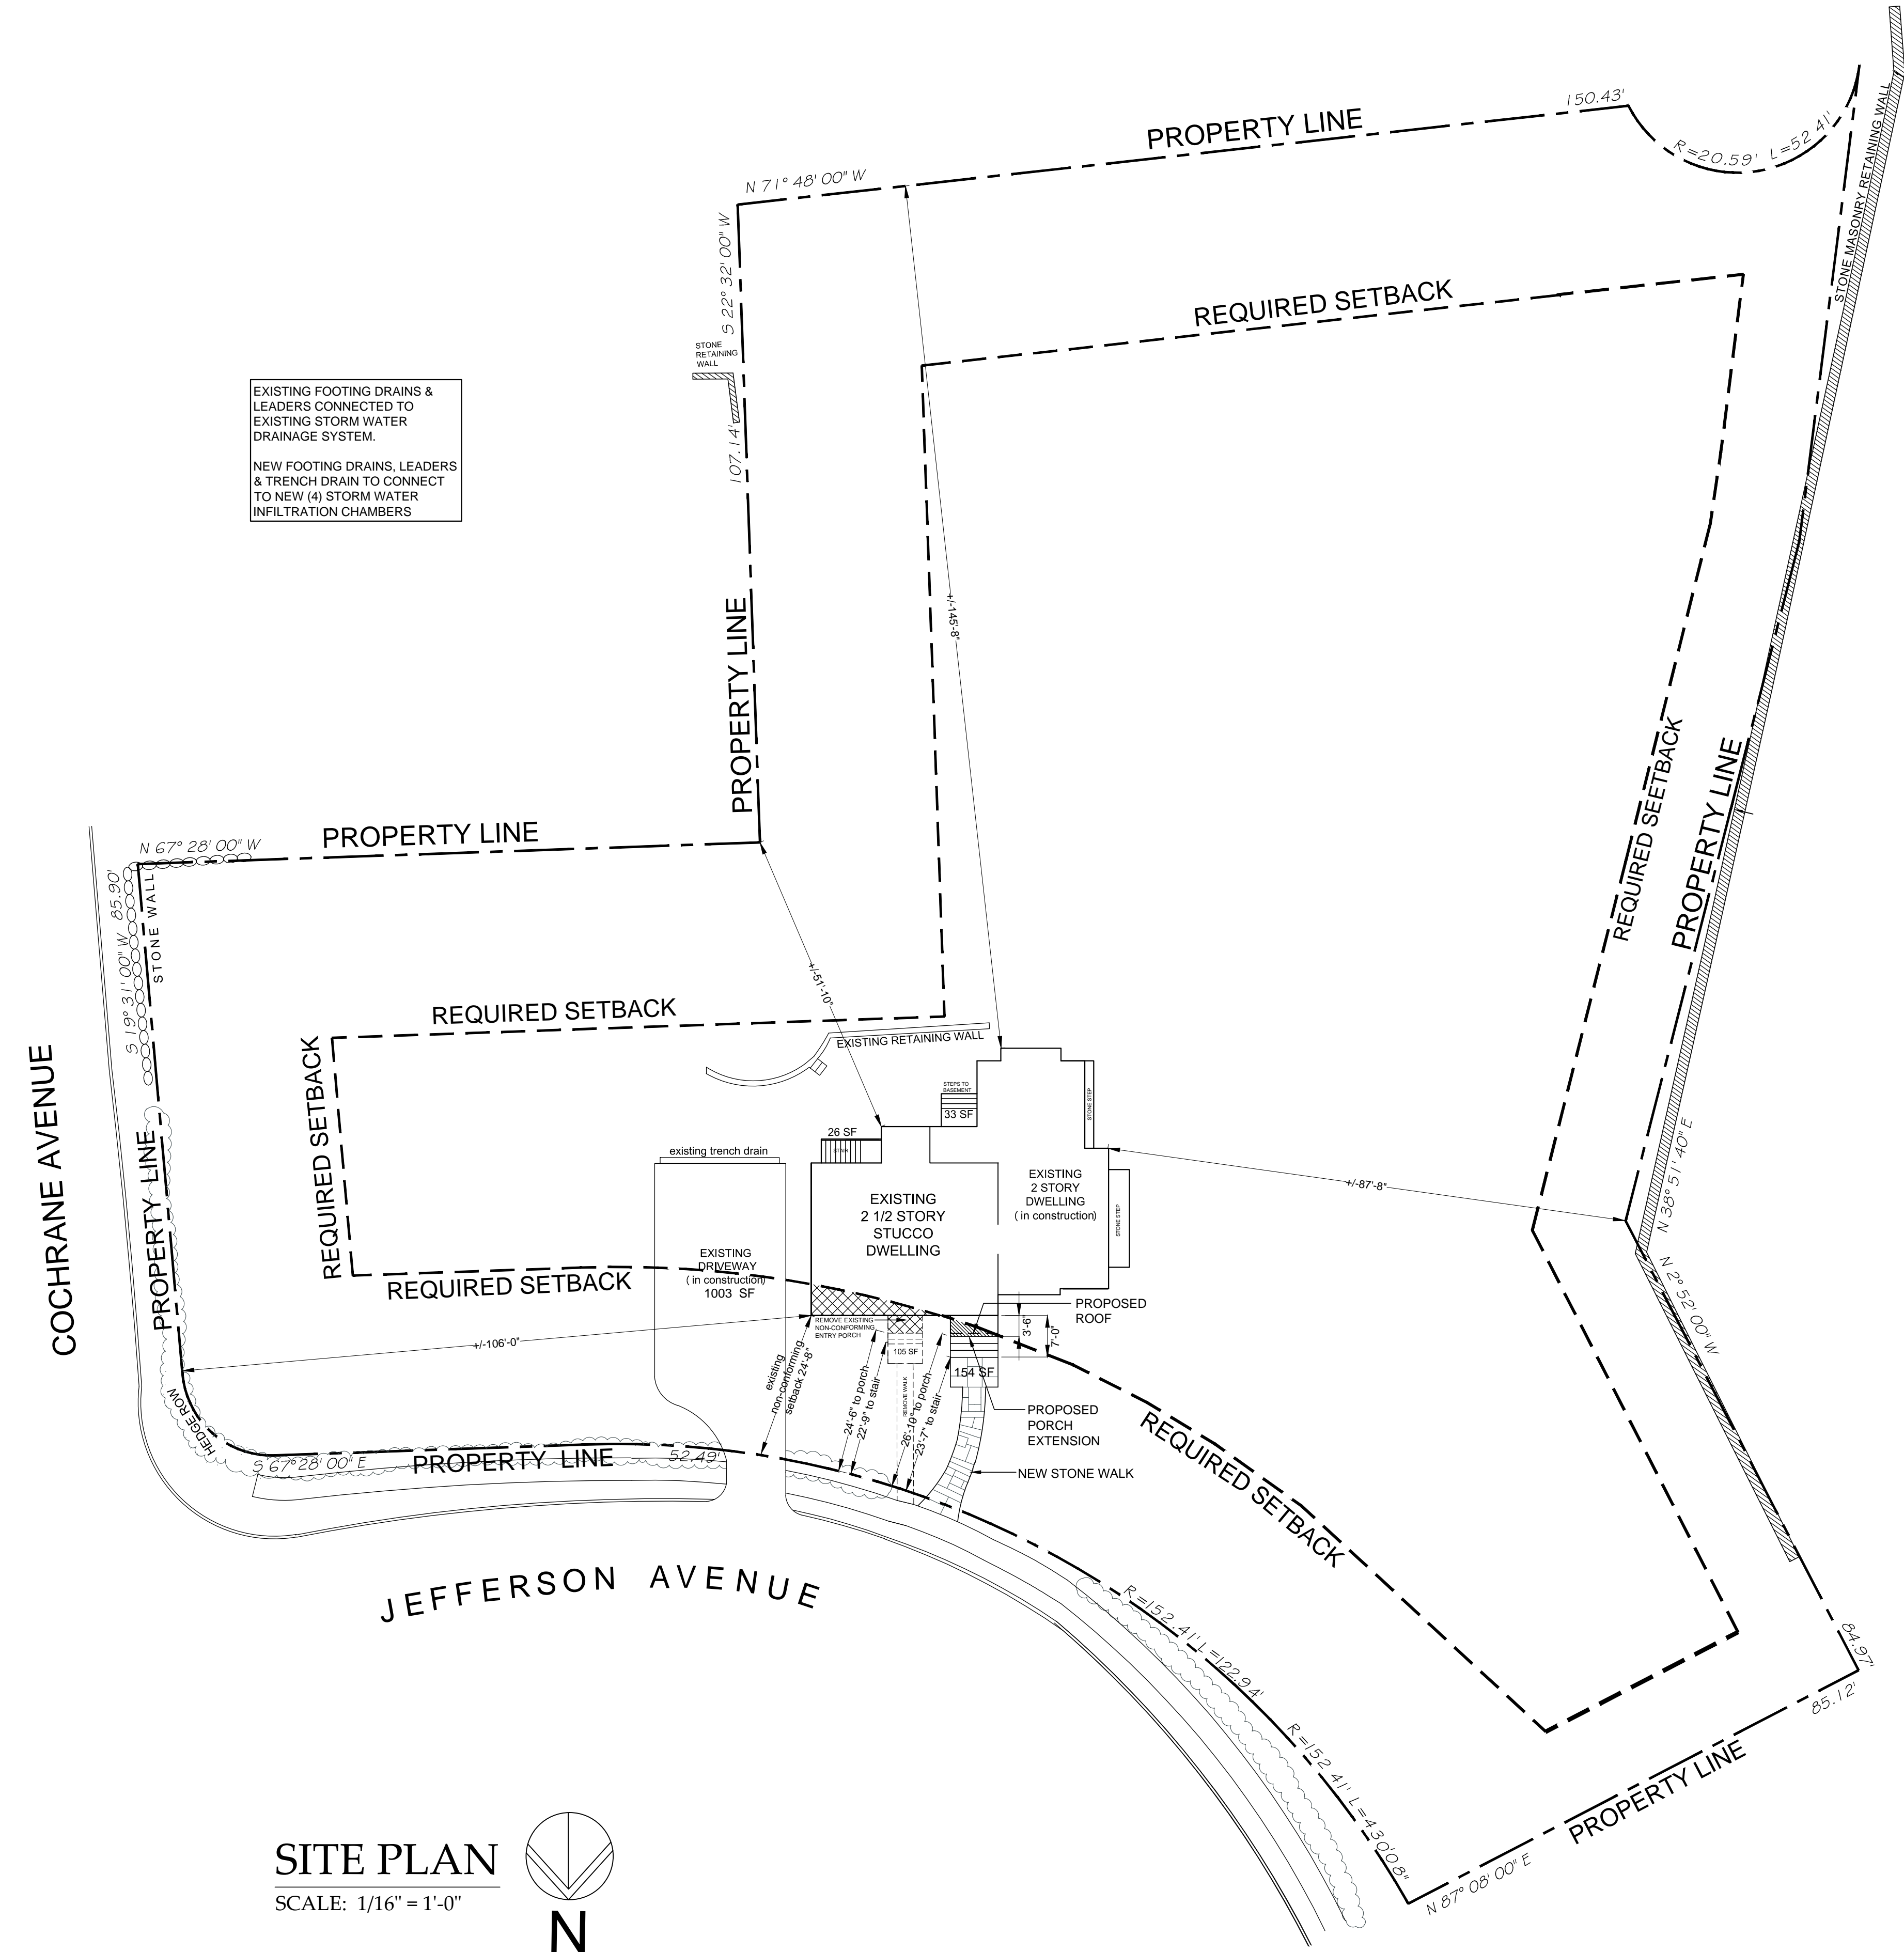 150.43'
PROPERTY LINE
R=20.59' L=52.41'
STONE MASONRY RETAINING WALL
N 71° 48' 00" W
S 22° 32' 00" W
REQUIRED SETBACK
STONE
RETAINING
WALL
107.14'
EXISTING FOOTING DRAINS &
LEADERS CONNECTED TO
EXISTING STORM WATER
DRAINAGE SYSTEM.
NEW FOOTING DRAINS, LEADERS
& TRENCH DRAIN TO CONNECT
TO NEW (4) STORM WATER
INFILTRATION CHAMBERS
+/-145'-8"
PROPERTY LINE
REQUIRED SEETBACK
PROPERTY LINE
N 67° 28' 00" W
PROPERTY LINE
S 19° 31' 00" W 85.90'
STONE WALL
+/-51'-10"
REQUIRED SETBACK
EXISTING RETAINING WALL
COCHRANE AVENUE
REQUIRED SETBACK
PROPERTY LINE
STEPS TO
BASEMENT
33 SF
STONE STEP
26 SF
STAIR
existing trench drain
EXISTING
2 1/2 STORY
STUCCO
DWELLING
EXISTING
2 STORY
DWELLING
( in construction)
STONE STEP
+/-87'-8"
N 38° 51' 40" E
N 2° 52' 00" W
EXISTING
DRIVEWAY
( in construction)
1003 SF
REQUIRED SETBACK
+/-106'-0"
REMOVE EXISTING
NON-CONFORMING
ENTRY PORCH
105 SF
REMOVE WALK
154 SF
3'-6"
7'-0"
PROPOSED
ROOF
existing
non-conforming
setback 24'-8"
24'-6" to porch
22'-9" to stair
26'-10" to porch
23'-7" to stair
PROPOSED
PORCH
EXTENSION
NEW STONE WALK
REQUIRED SETBACK
HEDGE ROW
S 67° 28' 00" E
PROPERTY LINE
52.49'
JEFFERSON AVENUE
R=152.41' L=122.94'
R=152.41' L=430'08"
84.97'
85.12'
PROPERTY LINE
N 87° 08' 00" E
SITE PLAN
SCALE: 1/16" = 1'-0"
N